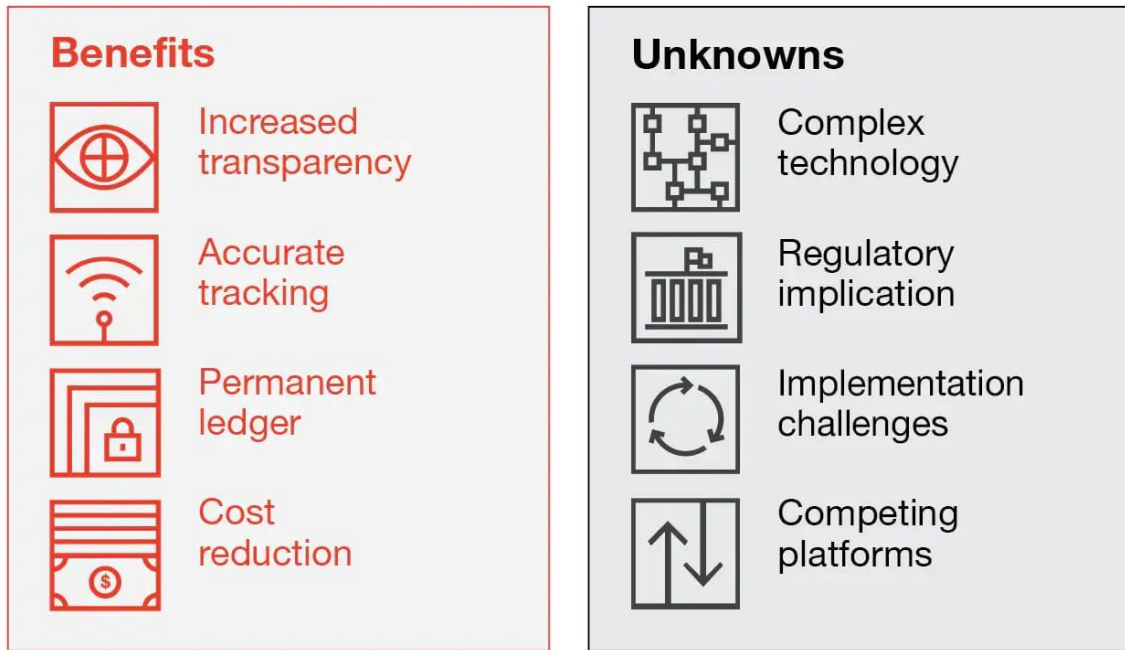 Benefits
Increased
transparency
Accurate
tracking
Permanent
ledger
$
Cost
reduction
Unknowns
Complex
technology
Regulatory
implication
Implementation
challenges
Competing
platforms